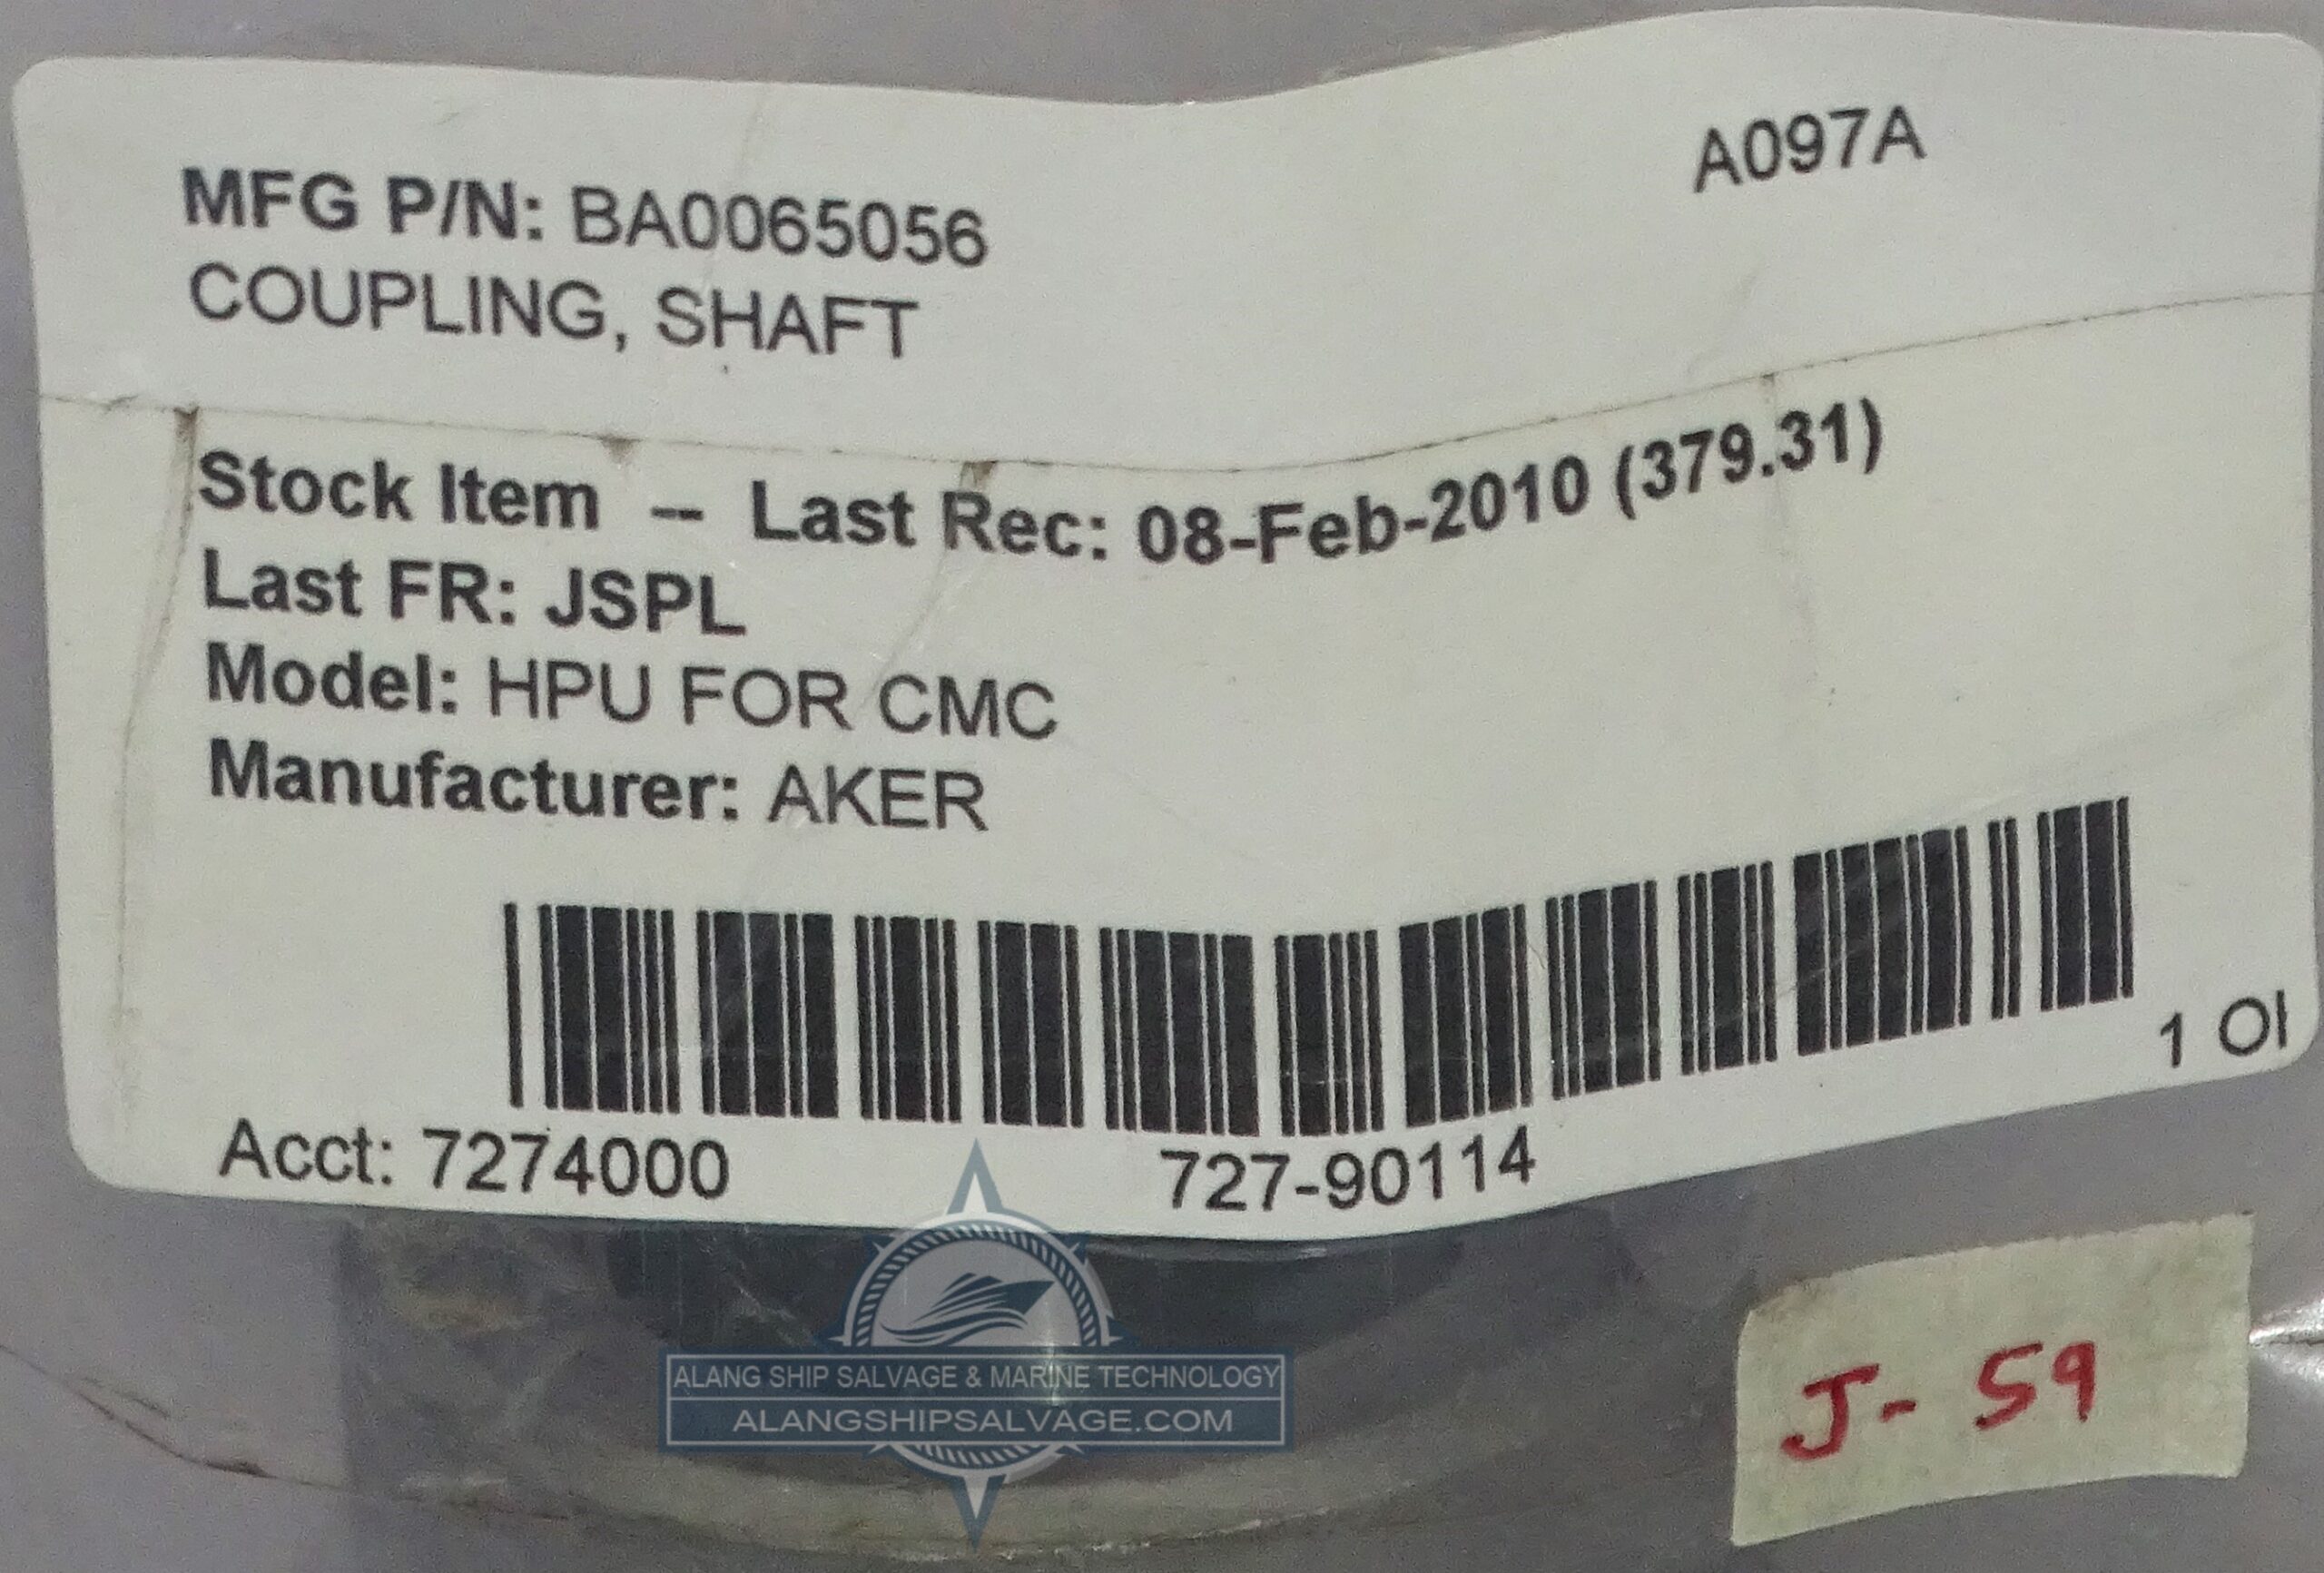 A097A
MFG P/N: BA0065056
COUPLING, SHAFT
Stock Item -- Last Rec: 08-Feb-2010 (379.31)
Last FR: JSPL
Model: HPU FOR CMC
Manufacturer: AKER
1 OI
Acct: 7274000 727-90114
ALANG SHIP SALVAGE & MARINE TECHNOLOGY
ALANGSHIPSALVAGE.COM
J- 59